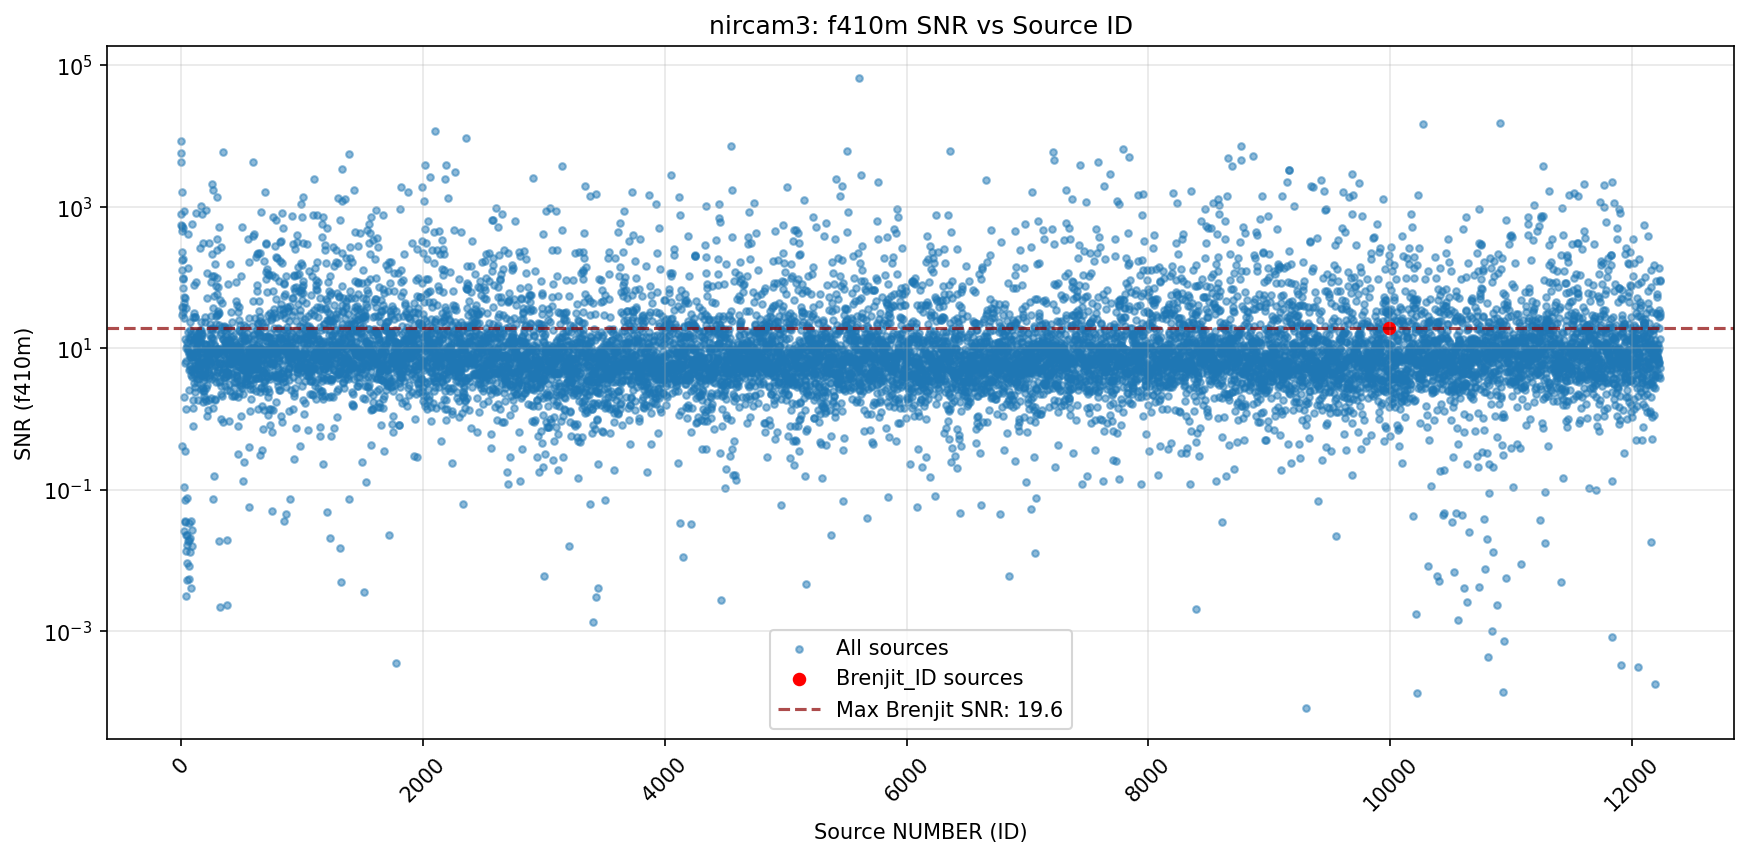 nircam3: f410m SNR vs Source ID
SNR (f410m)
10^5
10^3
10^1
10^-1
10^-3
All sources
Brenjit_ID sources
Max Brenjit SNR: 19.6
0
2000
4000
6000
8000
10000
12000
Source NUMBER (ID)